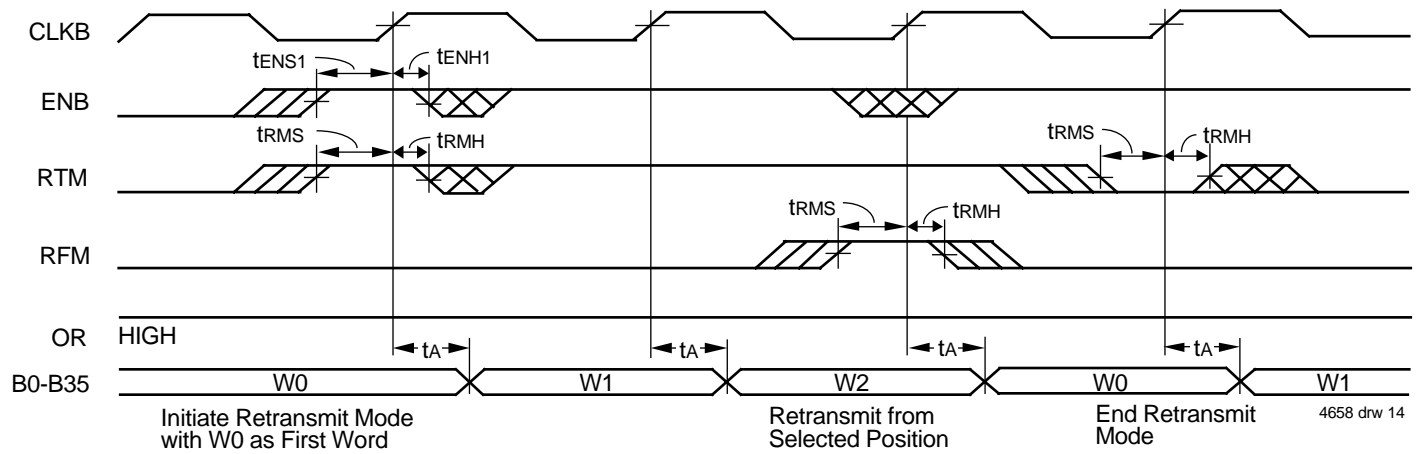 CLKB
tENS1
tENH1
ENB
tRMS
tRMH
tRMS
tRMH
RTM
tRMS
tRMH
RFM
OR
HIGH
tA
tA
tA
tA
B0-B35
W0
W1
W2
W0
W1
Initiate Retransmit Mode
with W0 as First Word
Retransmit from
Selected Position
End Retransmit
Mode
4658 drw 14